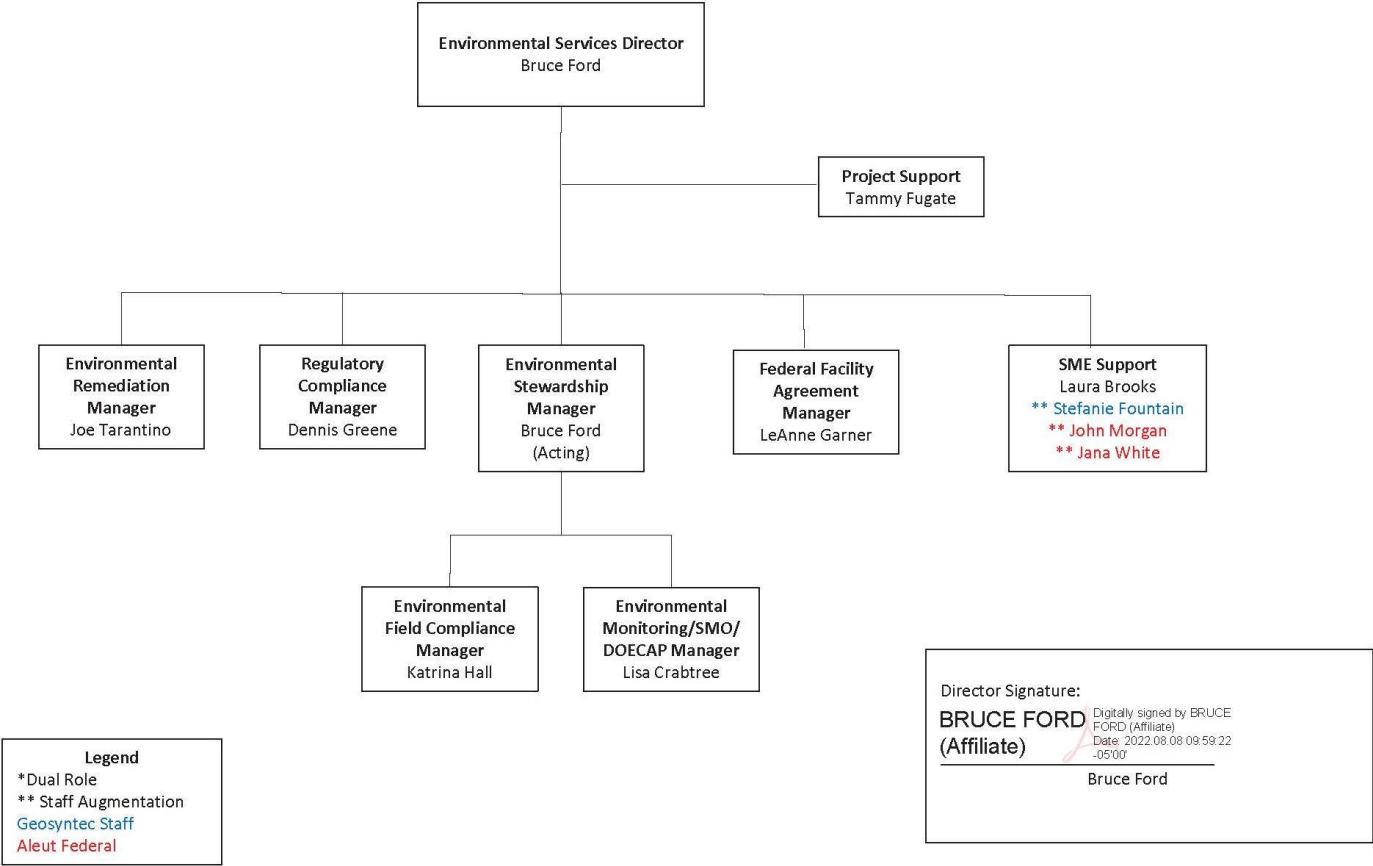 Environmental Services Director
Bruce Ford
Project Support
Tammy Fugate
Environmental
Remediation
Manager
Joe Tarantino
Regulatory
Compliance
Manager
Dennis Greene
Environmental
Stewardship
Manager
Bruce Ford
(Acting)
Federal Facility
Agreement
Manager
LeAnne Garner
SME Support
Laura Brooks
** Stefanie Fountain
** John Morgan
** Jana White
Environmental
Field Compliance
Manager
Katrina Hall
Environmental
Monitoring/SMO/
DOECAP Manager
Lisa Crabtree
Director Signature:
BRUCE FORD
(Affiliate)
Digitally signed by BRUCE
FORD (Affiliate)
Date: 2022.08.08 09:59:22
-05'00'
Bruce Ford
Legend
*Dual Role
** Staff Augmentation
Geosyntec Staff
Aleut Federal